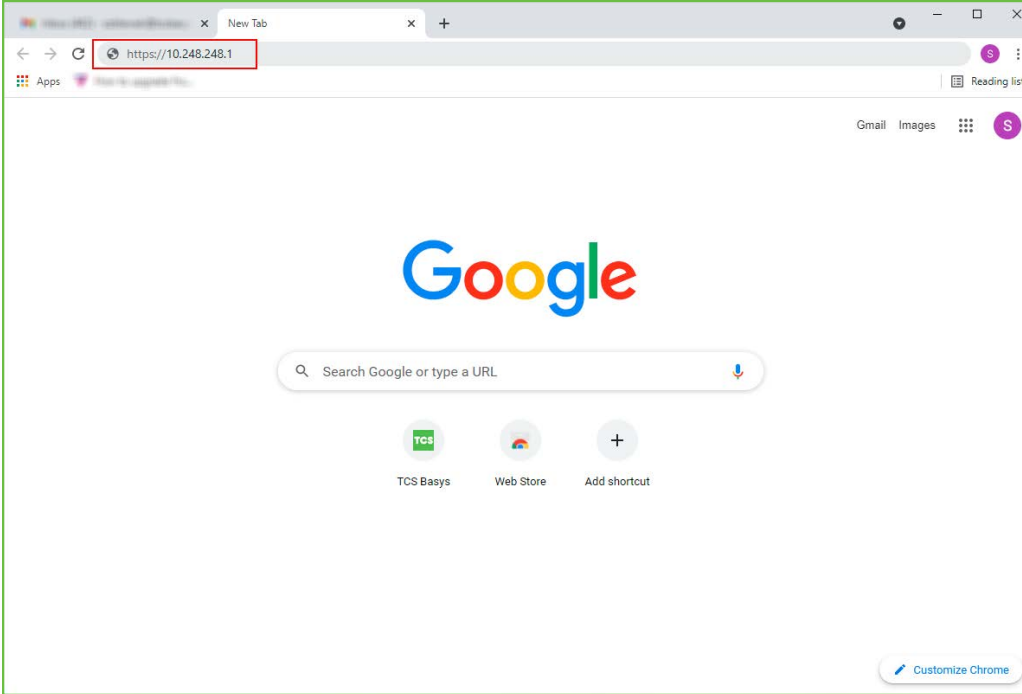 New Tab
https://10.248.248.1
S
Apps
Reading list
Gmail Images
S
Google
Search Google or type a URL
TCS
TCS Basys Web Store Add shortcut
Customize Chrome